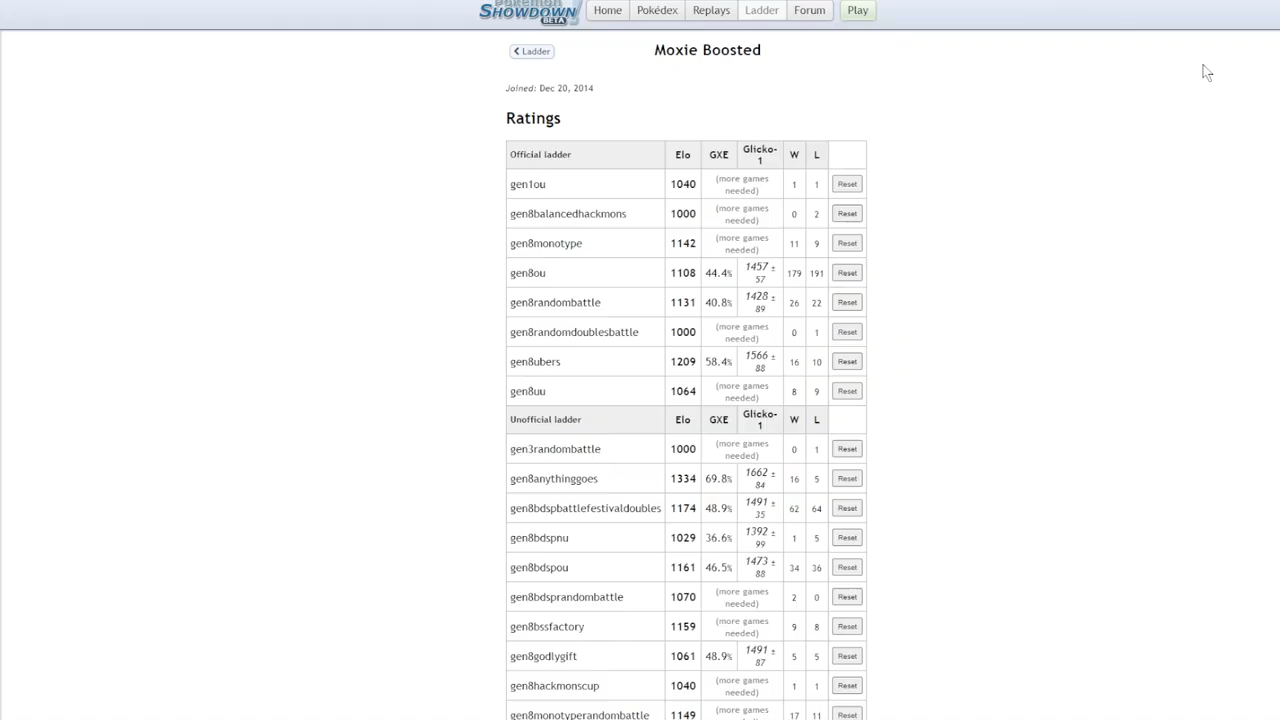 Pokémon
SHOWDOWN
BETA
Home Pokédex Replays Ladder Forum Play
Ladder
Moxie Boosted
Joined: Dec 20, 2014
Ratings
Official ladder Elo GXE Glicko-1 W L
gen1ou 1040 (more games needed) 1 1 Reset
gen8balancedhackmons 1000 (more games needed) 0 2 Reset
gen8monotype 1142 (more games needed) 11 9 Reset
gen8ou 1108 44.4% 1457 ± 57 179 191 Reset
gen8randombattle 1131 40.8% 1428 ± 89 26 22 Reset
gen8randomdoublesbattle 1000 (more games needed) 0 1 Reset
gen8ubers 1209 58.4% 1566 ± 88 16 10 Reset
gen8uu 1064 (more games needed) 8 9 Reset
Unofficial ladder Elo GXE Glicko-1 W L
gen3randombattle 1000 (more games needed) 0 1 Reset
gen8anythinggoes 1334 69.8% 1662 ± 84 16 5 Reset
gen8bdspbattlefestivaldoubles 1174 48.9% 1491 ± 35 62 64 Reset
gen8bdspnu 1029 36.6% 1392 ± 99 1 5 Reset
gen8bdspou 1161 46.5% 1473 ± 88 34 36 Reset
gen8bdsprandombattle 1070 (more games needed) 2 0 Reset
gen8bssfactory 1159 (more games needed) 9 8 Reset
gen8godlygift 1061 48.9% 1491 ± 87 5 5 Reset
gen8hackmonscup 1040 (more games needed) 1 1 Reset
gen8monotyperandombattle 1149 (more games 17 11 Reset